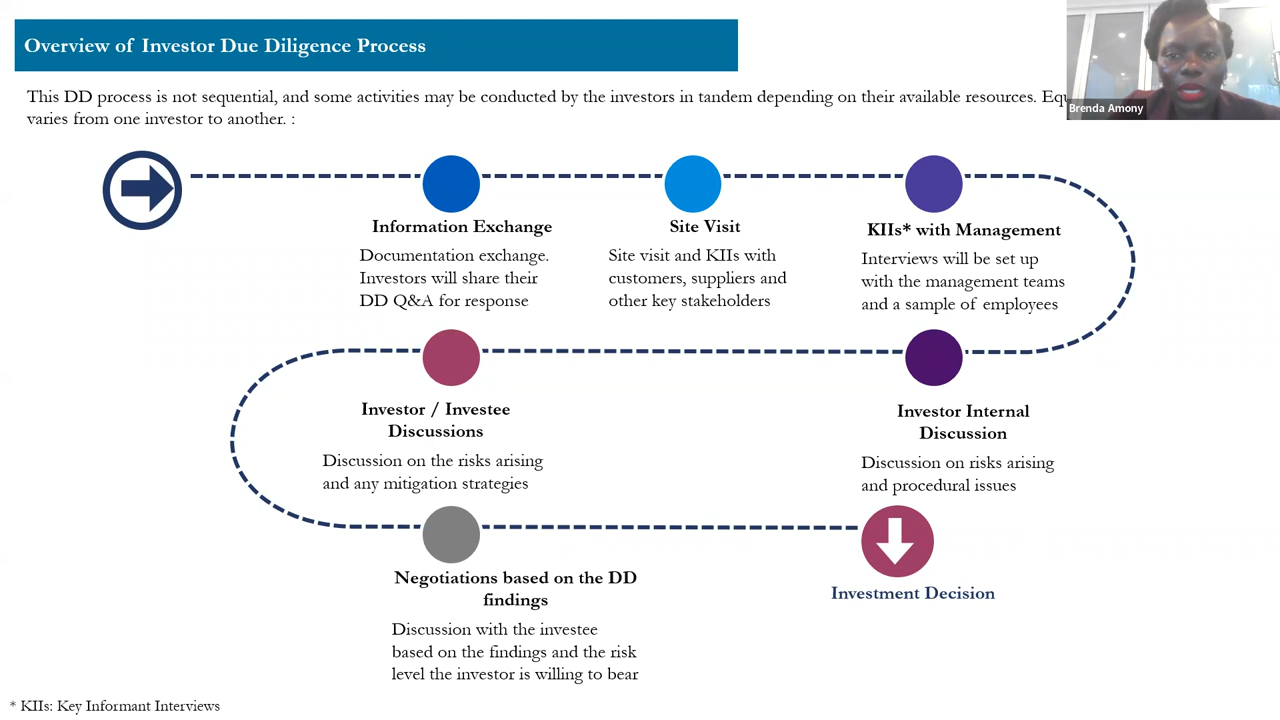 Overview of Investor Due Diligence Process
This DD process is not sequential, and some activities may be conducted by the investors in tandem depending on their available resources.
varies from one investor to another. :
Brenda Amony
Information Exchange
Documentation exchange.
Investors will share their
DD Q&A for response
Site Visit
Site visit and KIIs with
customers, suppliers and
other key stakeholders
KIIs* with Management
Interviews will be set up
with the management teams
and a sample of employees
Investor / Investee
Discussions
Discussion on the risks arising
and any mitigation strategies
Investor Internal
Discussion
Discussion on risks arising
and procedural issues
Negotiations based on the DD
findings
Discussion with the investee
based on the findings and the risk
level the investor is willing to bear
Investment Decision
* KIIs: Key Informant Interviews